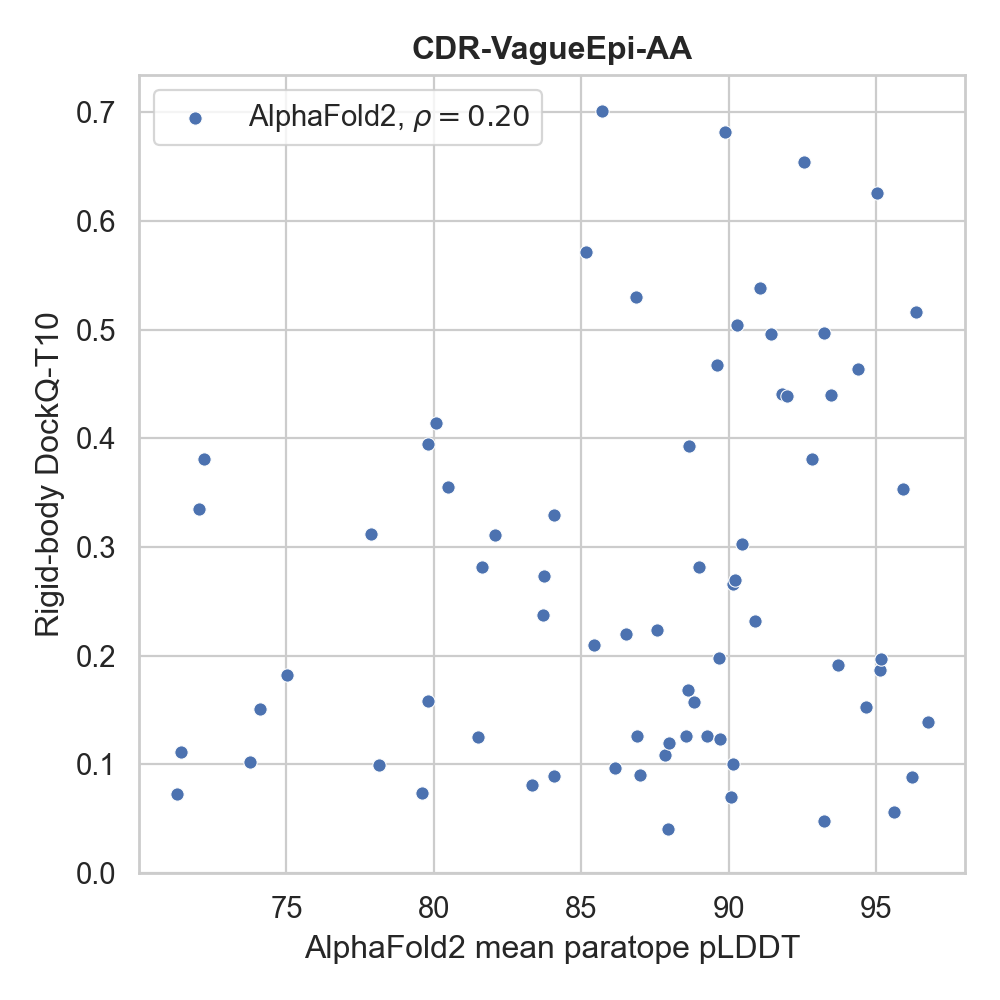 CDR-VagueEpi-AA
AlphaFold2, ρ = 0.20
Rigid-body DockQ-T10
0.7
0.6
0.5
0.4
0.3
0.2
0.1
0.0
75 80 85 90 95
AlphaFold2 mean paratope pLDDT